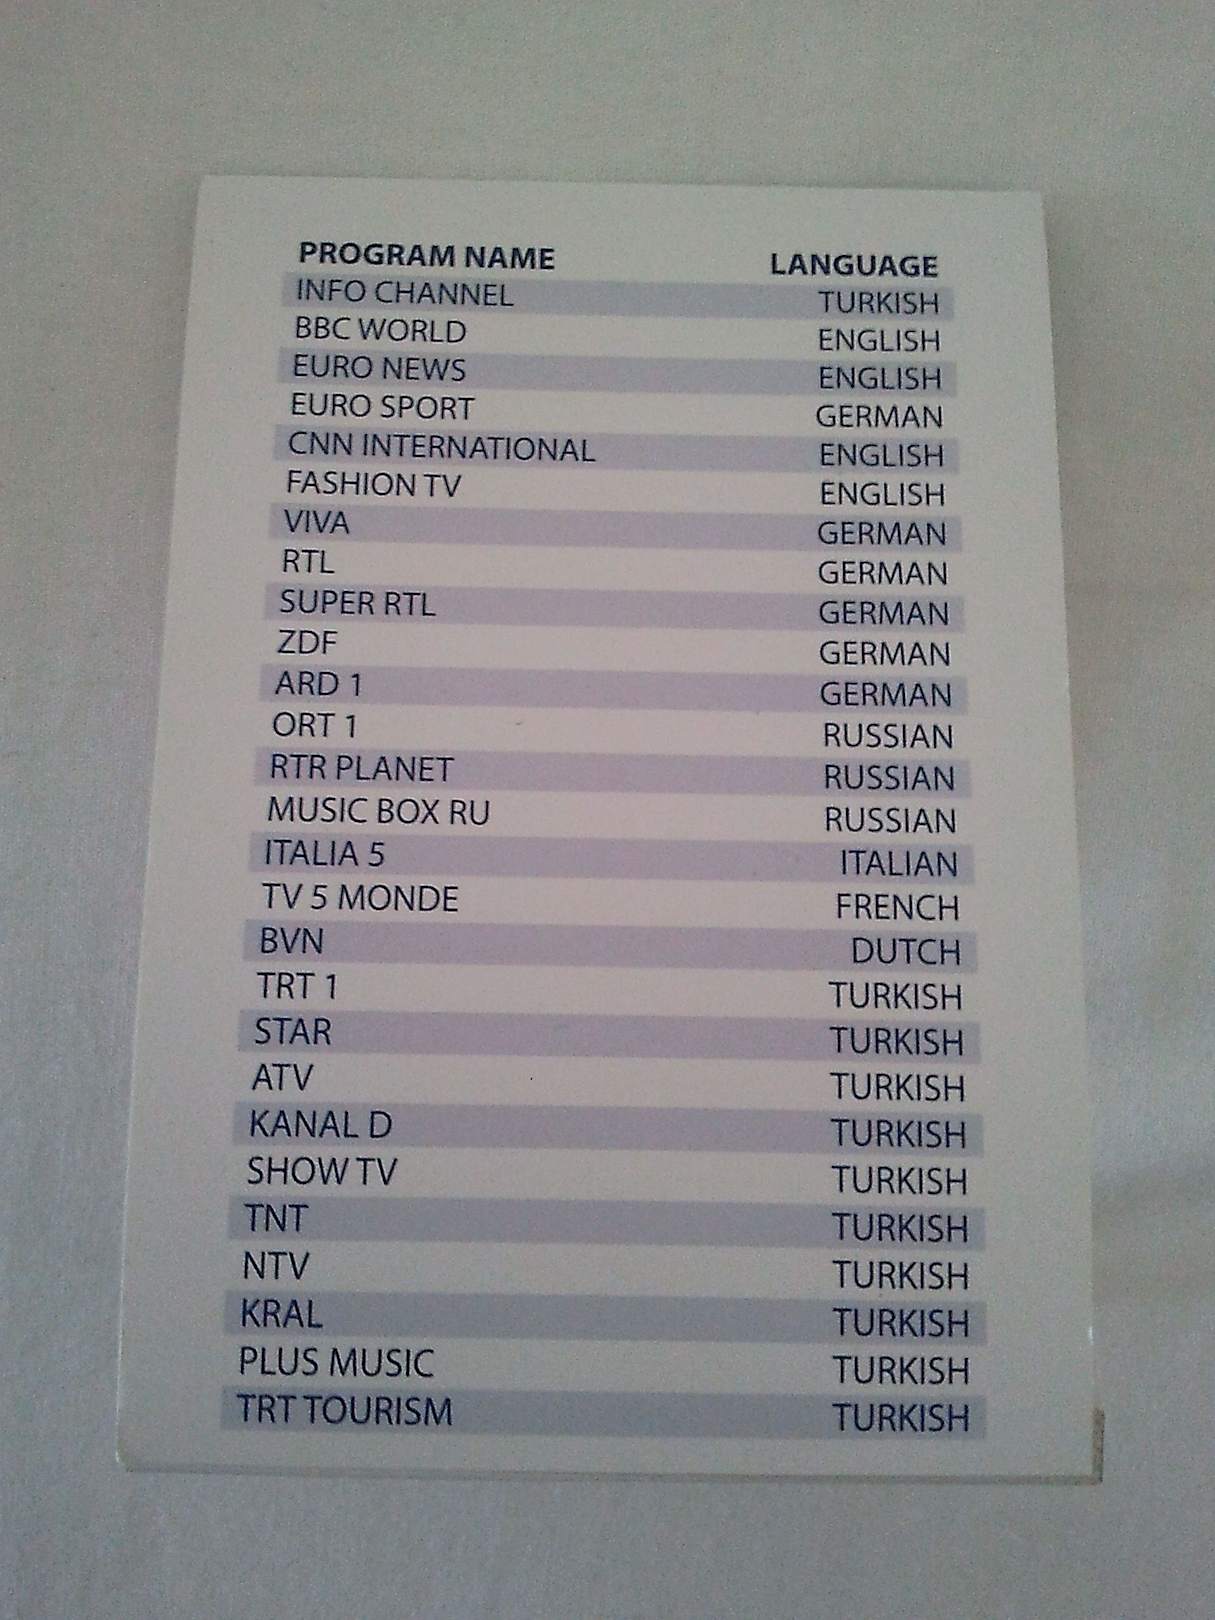 PROGRAM NAME LANGUAGE
INFO CHANNEL TURKISH
BBC WORLD ENGLISH
EURO NEWS ENGLISH
EURO SPORT GERMAN
CNN INTERNATIONAL ENGLISH
FASHION TV ENGLISH
VIVA GERMAN
RTL GERMAN
SUPER RTL GERMAN
ZDF GERMAN
ARD 1 GERMAN
ORT 1 RUSSIAN
RTR PLANET RUSSIAN
MUSIC BOX RU RUSSIAN
ITALIA 5 ITALIAN
TV 5 MONDE FRENCH
BVN DUTCH
TRT 1 TURKISH
STAR TURKISH
ATV TURKISH
KANAL D TURKISH
SHOW TV TURKISH
TNT TURKISH
NTV TURKISH
KRAL TURKISH
PLUS MUSIC TURKISH
TRT TOURISM TURKISH